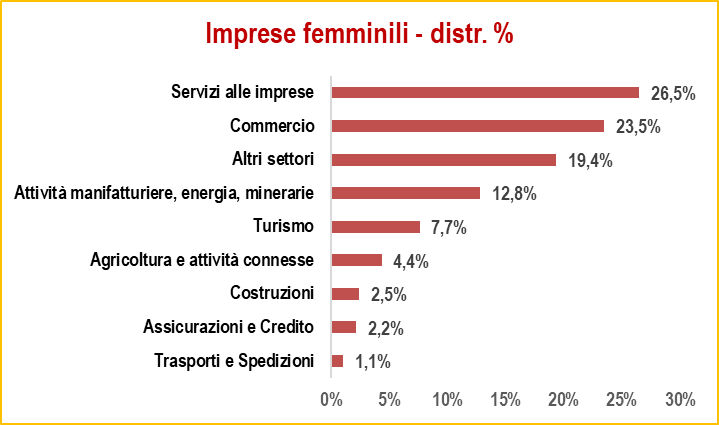 Imprese femminili - distr. %
Servizi alle imprese 26,5%
Commercio 23,5%
Altri settori 19,4%
Attività manifatturiere, energia, minerarie 12,8%
Turismo 7,7%
Agricoltura e attività connesse 4,4%
Costruzioni 2,5%
Assicurazioni e Credito 2,2%
Trasporti e Spedizioni 1,1%
0% 5% 10% 15% 20% 25% 30%